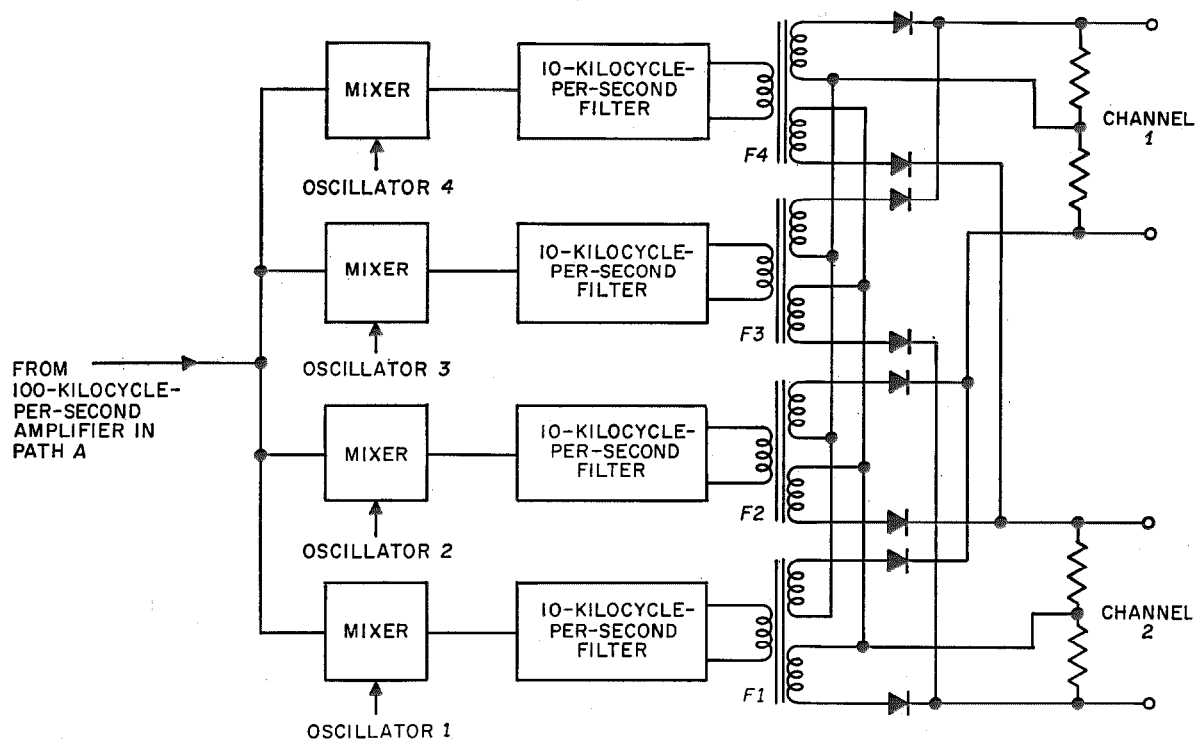 MIXER
OSCILLATOR 4
10-KILOCYCLE-
PER-SECOND
FILTER
F4
CHANNEL
1
MIXER
OSCILLATOR 3
10-KILOCYCLE-
PER-SECOND
FILTER
F3
FROM
100-KILOCYCLE-
PER-SECOND
AMPLIFIER IN
PATH A
MIXER
OSCILLATOR 2
10-KILOCYCLE-
PER-SECOND
FILTER
F2
MIXER
OSCILLATOR 1
10-KILOCYCLE-
PER-SECOND
FILTER
F1
CHANNEL
2